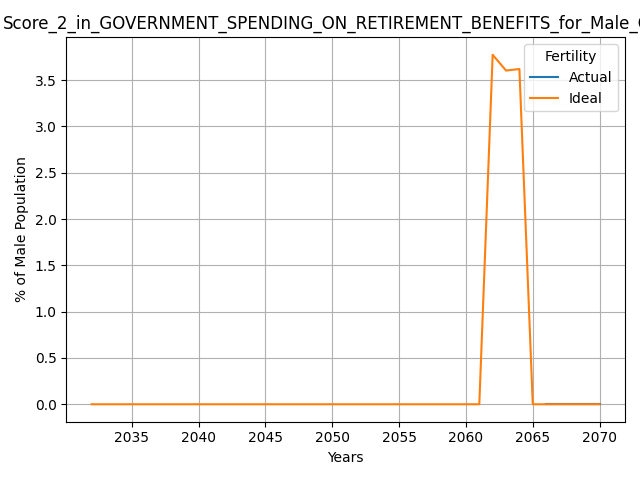 Score_2_in_GOVERNMENT_SPENDING_ON_RETIREMENT_BENEFITS_for_Male_
Fertility
Actual
Ideal
3.5
3.0
2.5
2.0
1.5
1.0
0.5
0.0
% of Male Population
2035
2040
2045
2050
2055
2060
2065
2070
Years